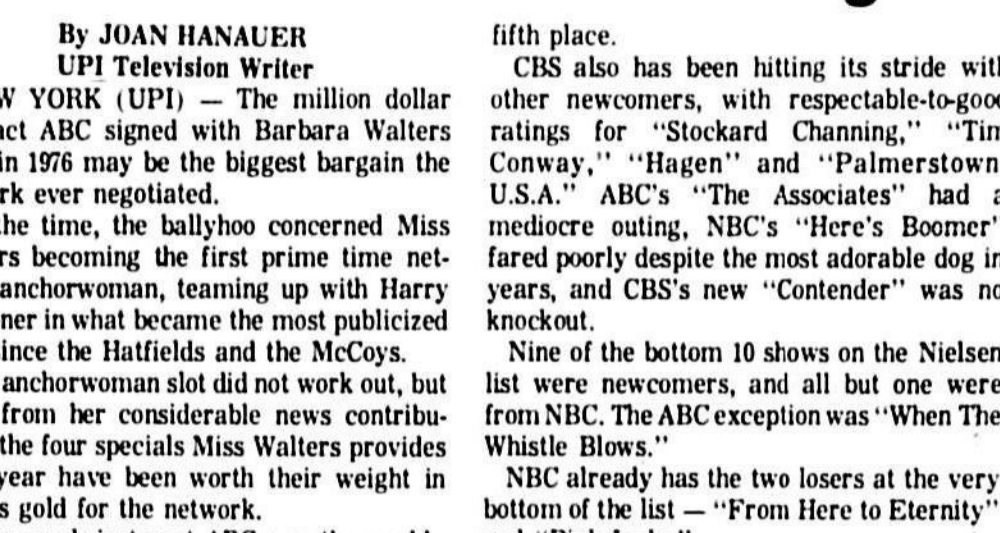 By JOAN HANAUER
UPI Television Writer
W YORK (UPI) — The million dollar
act ABC signed with Barbara Walters
in 1976 may be the biggest bargain the
rk ever negotiated.
he time, the ballyhoo concerned Miss
rs becoming the first prime time net-
anchorwoman, teaming up with Harry
ner in what became the most publicized
ince the Hatfields and the McCoys.
anchorwoman slot did not work out, but
from her considerable news contribu-
the four specials Miss Walters provides
year have been worth their weight in
s gold for the network.
fifth place.
CBS also has been hitting its stride with
other newcomers, with respectable-to-good
ratings for “Stockard Channing,” “Tim
Conway,” “Hagen” and “Palmerstown
U.S.A.” ABC's “The Associates” had a
mediocre outing, NBC's “Here's Boomer”
fared poorly despite the most adorable dog in
years, and CBS's new “Contender” was no
knockout.
Nine of the bottom 10 shows on the Nielsen
list were newcomers, and all but one were
from NBC. The ABC exception was “When The
Whistle Blows.”
NBC already has the two losers at the very
bottom of the list — “From Here to Eternity”